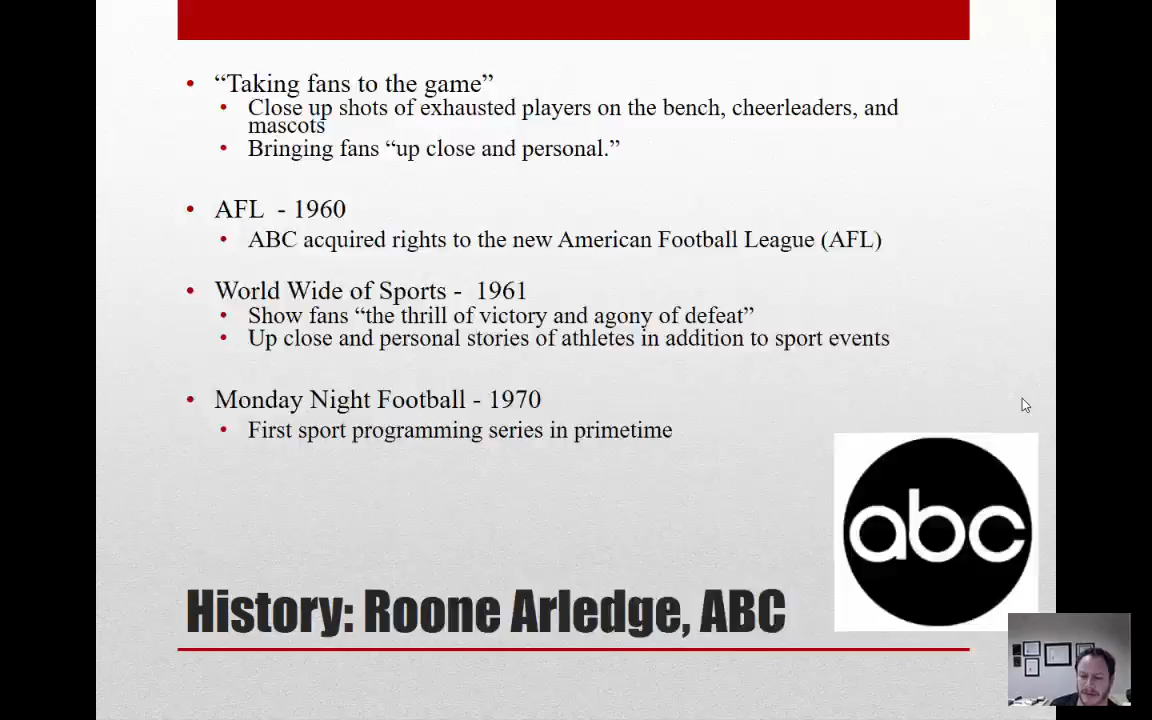 “Taking fans to the game”
Close up shots of exhausted players on the bench, cheerleaders, and
mascots
Bringing fans “up close and personal.”
AFL - 1960
ABC acquired rights to the new American Football League (AFL)
World Wide of Sports - 1961
Show fans “the thrill of victory and agony of defeat”
Up close and personal stories of athletes in addition to sport events
Monday Night Football - 1970
First sport programming series in primetime
abc
History: Roone Arledge, ABC